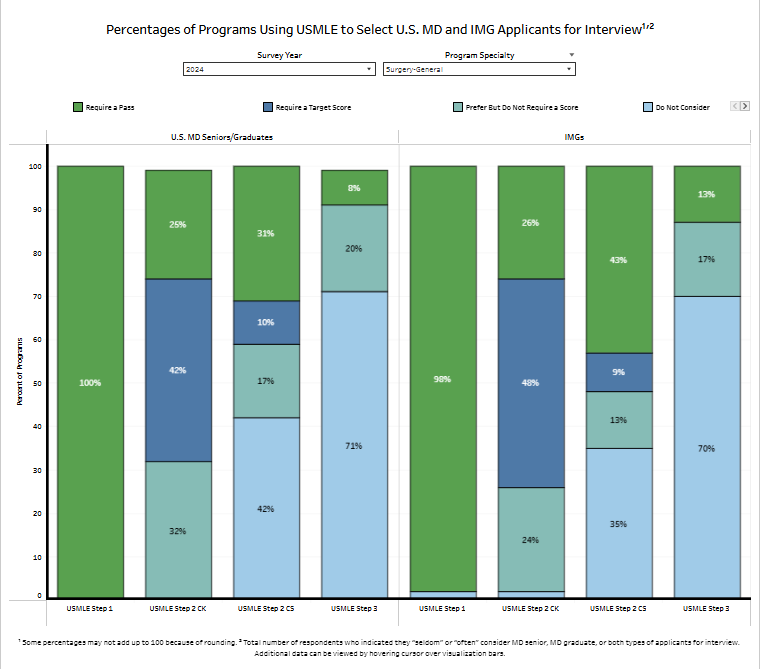 Percentages of Programs Using USMLE to Select U.S. MD and IMG Applicants for Interview¹˒²
Survey Year
Program Specialty
2024
Surgery-General
Require a Pass
Require a Target Score
Prefer But Do Not Require a Score
Do Not Consider
U.S. MD Seniors/Graduates
IMGs
Percent of Programs
100
90
80
70
60
50
40
30
20
10
0
100%
25%
42%
32%
31%
10%
17%
42%
8%
20%
71%
98%
26%
48%
24%
43%
9%
13%
35%
13%
17%
70%
USMLE Step 1
USMLE Step 2 CK
USMLE Step 2 CS
USMLE Step 3
USMLE Step 1
USMLE Step 2 CK
USMLE Step 2 CS
USMLE Step 3
¹ Some percentages may not add up to 100 because of rounding. ² Total number of respondents who indicated they "seldom" or "often" consider MD senior, MD graduate, or both types of applicants for interview.
Additional data can be viewed by hovering cursor over visualization bars.